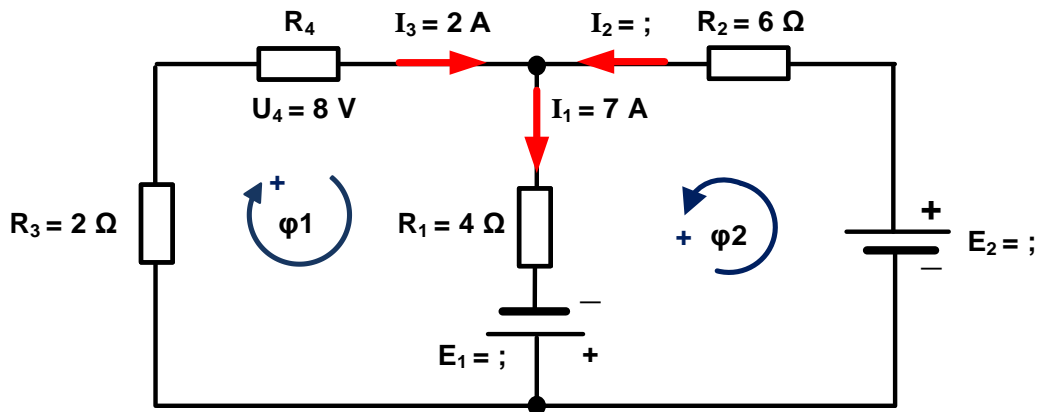 R4 I3 = 2 A I2 = ; R2 = 6 Ω
U4 = 8 V I1 = 7 A
+ +
R3 = 2 Ω φ1 R1 = 4 Ω + φ2 E2 = ;
–
–
E1 = ; +